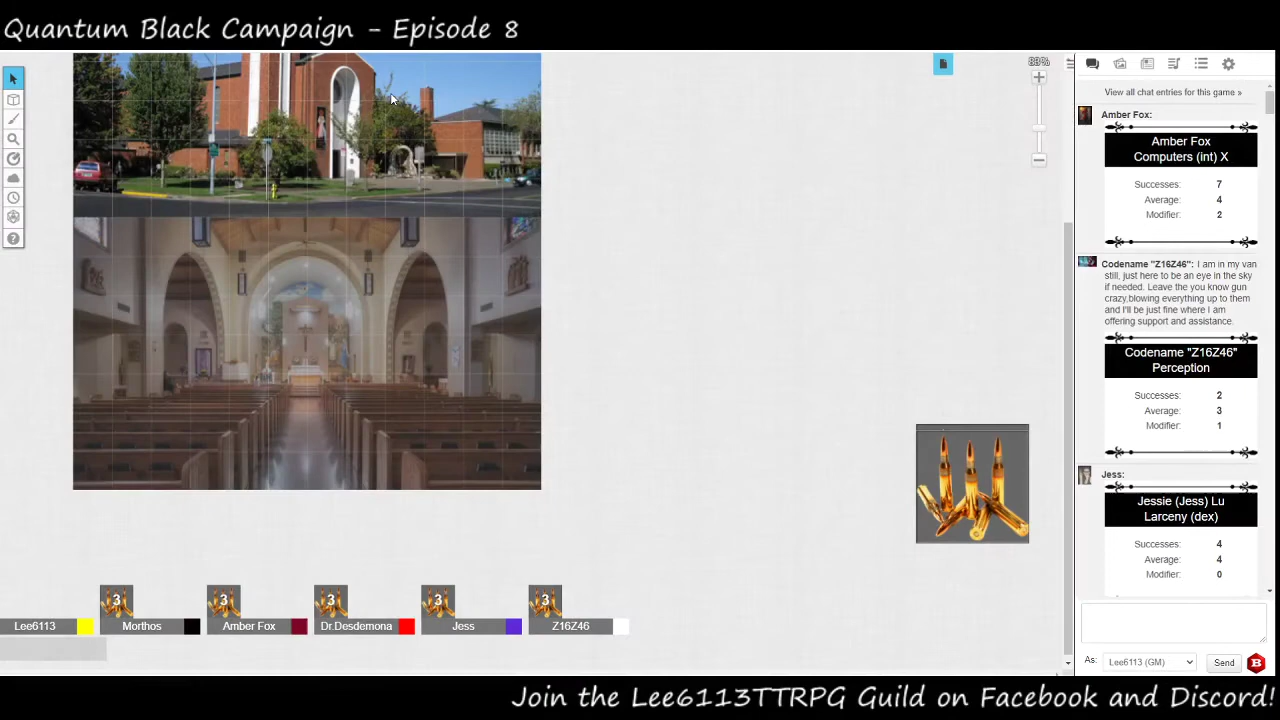 Quantum Black Campaign - Episode 8
83%
View all chat entries for this game »
Amber Fox:
Amber Fox
Computers (int) X
Successes: 7
Average: 4
Modifier: 2
Codename "Z16Z46": I am in my van
still, just here to be an eye in the sky
if needed. Leave the you know gun
crazy,blowing everything up to them
and I'll be just fine where I am
offering support and assistance.
Codename "Z16Z46"
Perception
Successes: 2
Average: 3
Modifier: 1
Jess:
Jessie (Jess) Lu
Larceny (dex)
Successes: 4
Average: 4
Modifier: 0
3
3
3
3
3
Lee6113
Morthos
Amber Fox
Dr.Desdemona
Jess
Z16Z46
As: Lee6113 (GM) Send B
Join the Lee6113TTRPG Guild on Facebook and Discord!